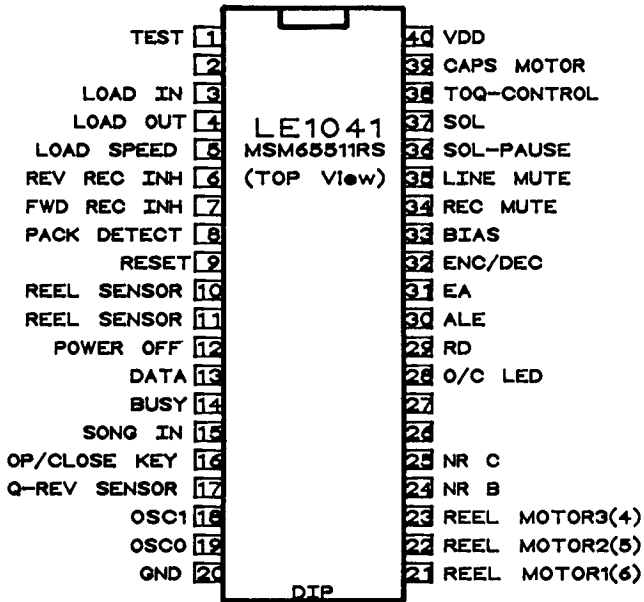 TEST 1 40 VDD
2 39 CAPS MOTOR
LOAD IN 3 38 TOQ-CONTROL
LOAD OUT 4 37 SOL
LOAD SPEED 5 36 SOL-PAUSE
REV REC INH 6 35 LINE MUTE
FWD REC INH 7 34 REC MUTE
PACK DETECT 8 33 BIAS
RESET 9 32 ENC/DEC
REEL SENSOR 10 31 EA
REEL SENSOR 11 30 ALE
POWER OFF 12 29 RD
DATA 13 28 O/C LED
BUSY 14 27
SONG IN 15 26
OP/CLOSE KEY 16 25 NR C
Q-REV SENSOR 17 24 NR B
OSC1 18 23 REEL MOTOR3(4)
OSC0 19 22 REEL MOTOR2(5)
GND 20 21 REEL MOTOR1(6)
LE1041
MSM65511RS
(TOP View)
DIP